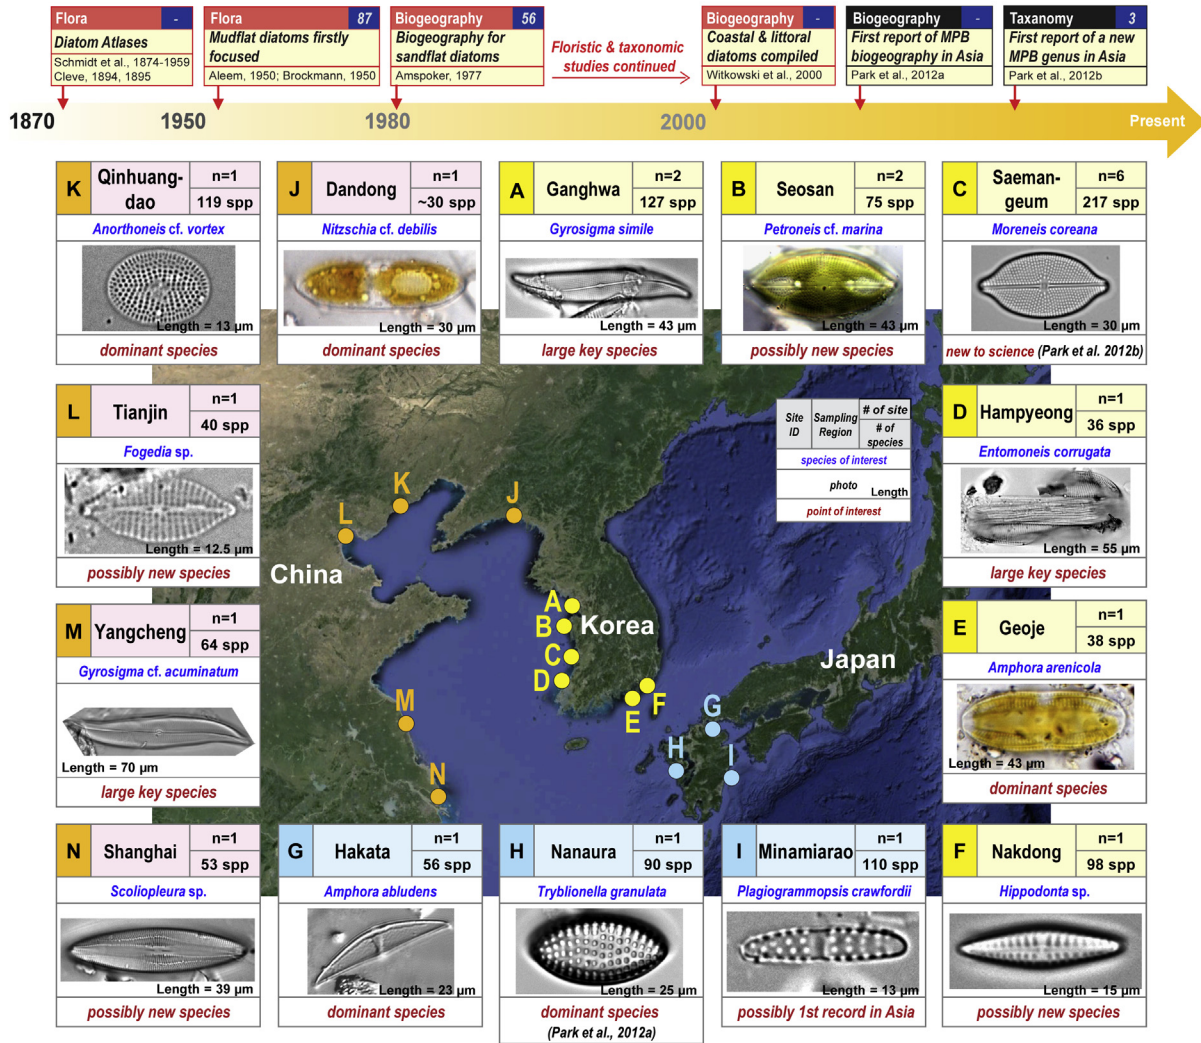 Flora -
Diatom Atlases
Schmidt et al., 1874-1959
Cleve, 1894, 1895
Flora 87
Mudflat diatoms firstly
focused
Aleem, 1950; Brockmann, 1950
Biogeography 56
Biogeography for
sandflat diatoms
Amspoker, 1977
Floristic & taxonomic
studies continued
Biogeography -
Coastal & littoral
diatoms compiled
Witkowski et al., 2000
Biogeography -
First report of MPB
biogeography in Asia
Park et al., 2012a
Taxanomy 3
First report of a new
MPB genus in Asia
Park et al., 2012b
1870 1950 1980 2000 Present
K Qinhuang-
dao
n=1
119 spp
Anorthoneis cf. vortex
Length = 13 µm
dominant species
J Dandong
n=1
~30 spp
Nitzschia cf. debilis
Length = 30 µm
dominant species
A Ganghwa
n=2
127 spp
Gyrosigma simile
Length = 43 µm
large key species
B Seosan
n=2
75 spp
Petroneis cf. marina
Length = 43 µm
possibly new species
C Saeman-
geum
n=6
217 spp
Moreneis coreana
Length = 30 µm
new to science (Park et al. 2012b)
L Tianjin
n=1
40 spp
Fogedia sp.
Length = 12.5 µm
possibly new species
Site
ID
Sampling
Region
# of site
# of
species
species of interest
photo Length
point of interest
D Hampyeong
n=1
36 spp
Entomoneis corrugata
Length = 55 µm
large key species
K
J
L
China
A
B
Korea
C
D
E
F
Japan
G
H
I
M
N
M Yangcheng
n=1
64 spp
Gyrosigma cf. acuminatum
Length = 70 µm
large key species
E Geoje
n=1
38 spp
Amphora arenicola
Length = 43 µm
dominant species
N Shanghai
n=1
53 spp
Scoliopleura sp.
Length = 39 µm
possibly new species
G Hakata
n=1
56 spp
Amphora abludens
Length = 23 µm
dominant species
H Nanaura
n=1
90 spp
Tryblionella granulata
Length = 25 µm
dominant species
(Park et al., 2012a)
I Minamiarao
n=1
110 spp
Plagiogrammopsis crawfordii
Length = 13 µm
possibly 1st record in Asia
F Nakdong
n=1
98 spp
Hippodonta sp.
Length = 15 µm
possibly new species